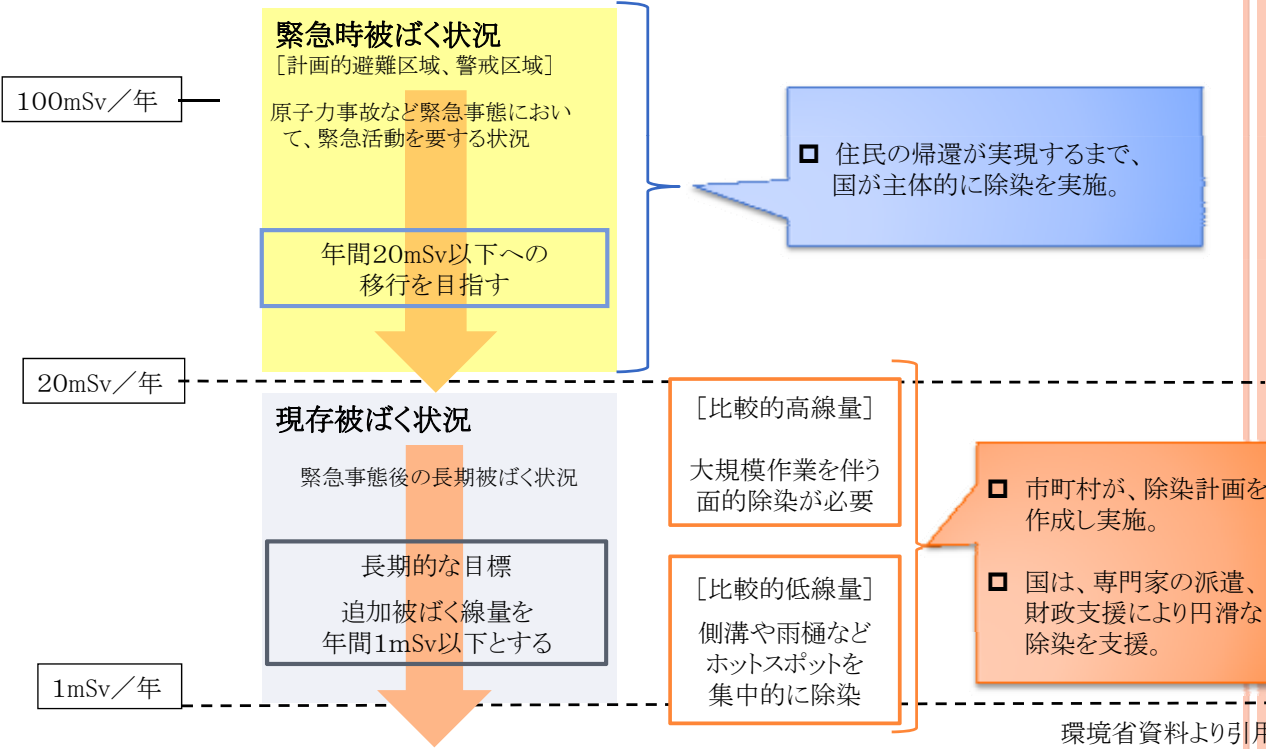 緊急時被ばく状況
[計画的避難区域、警戒区域]
100mSv／年
原子力事故など緊急事態におい
て、緊急活動を要する状況
年間20mSv以下への
移行を目指す
住民の帰還が実現するまで、
国が主体的に除染を実施。
20mSv／年
現存被ばく状況
緊急事態後の長期被ばく状況
長期的な目標
追加被ばく線量を
年間1mSv以下とする
1mSv／年
[比較的高線量]
大規模作業を伴う
面的除染が必要
[比較的低線量]
側溝や雨樋など
ホットスポットを
集中的に除染
市町村が、除染計画を
作成し実施。
国は、専門家の派遣、
財政支援により円滑な
除染を支援。
環境省資料より引用